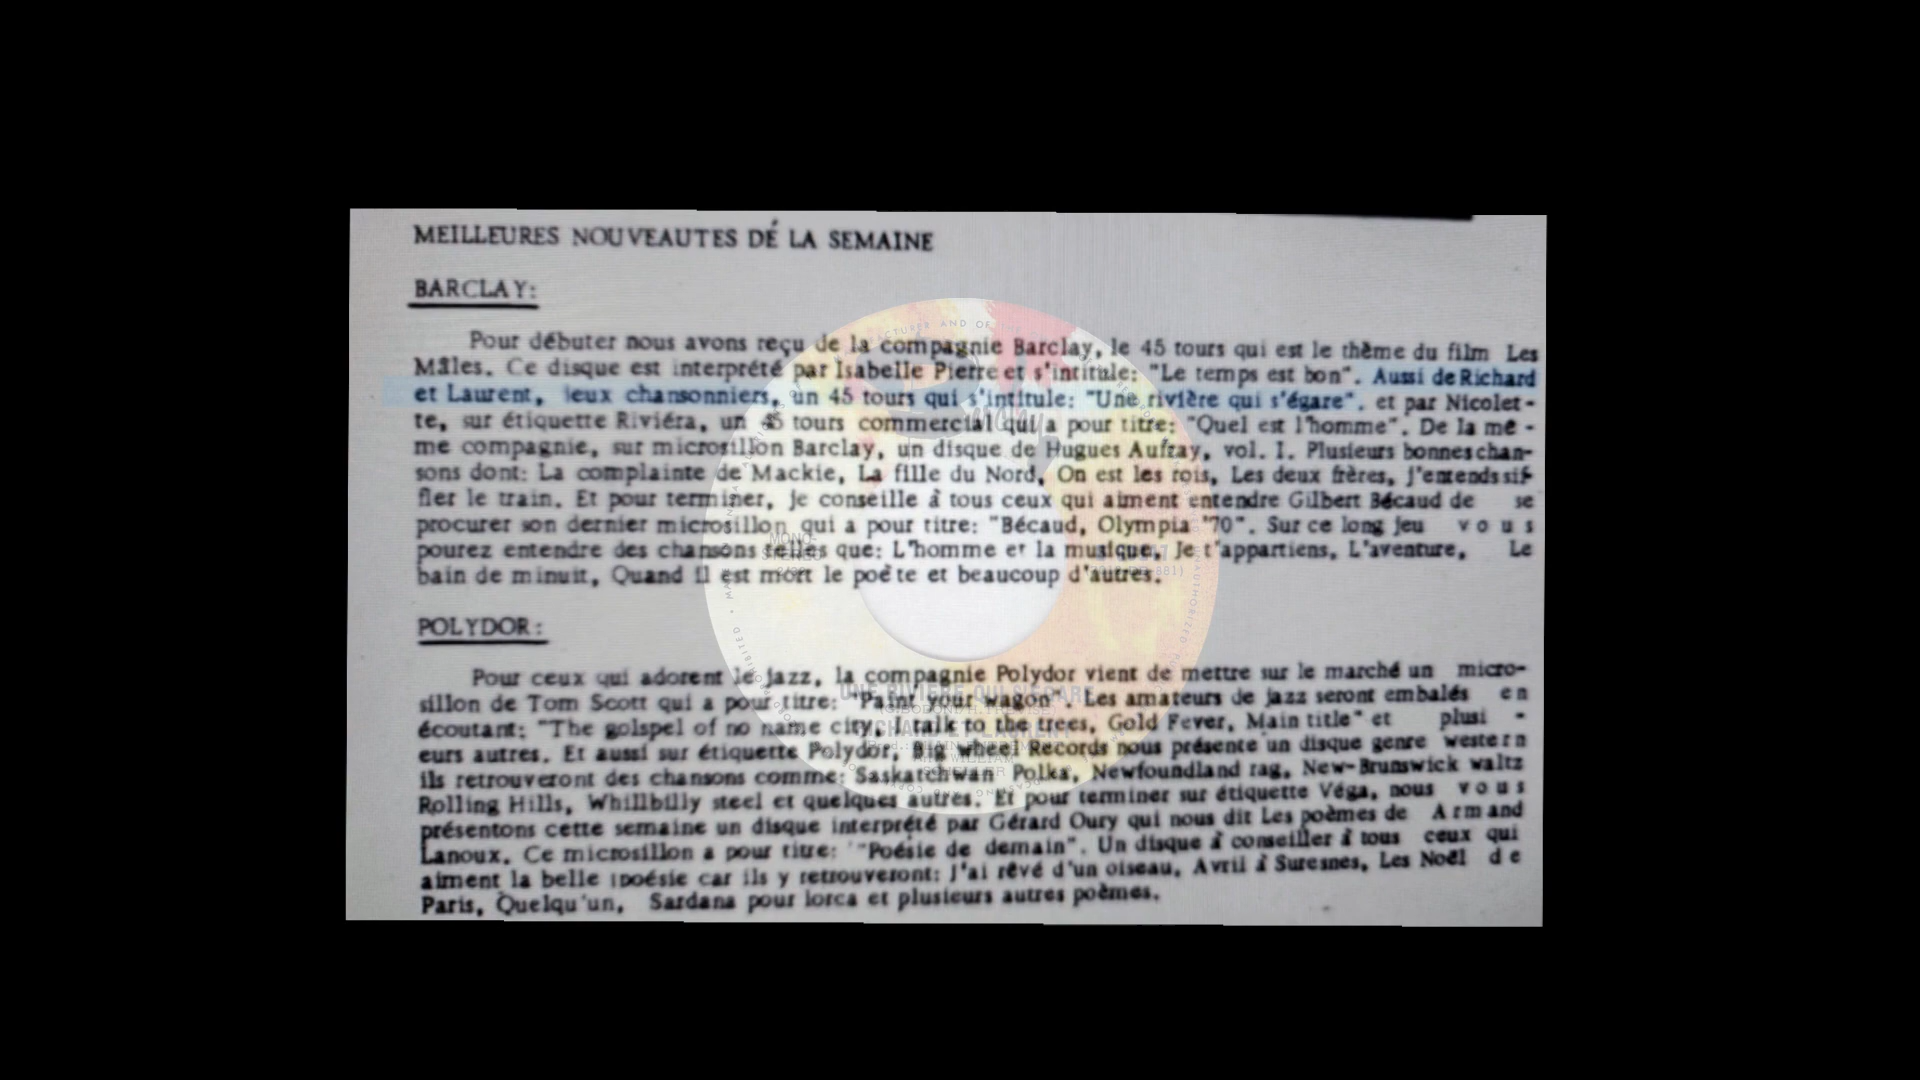 MEILLEURES NOUVEAUTES DÉ LA SEMAINE
BARCLAY:
Pour débuter nous avons reçu de la compagnie Barclay, le 45 tours qui est le thème du film Les
Mâles. Ce disque est interprété par Isabelle Pierre et s'intitule: "Le temps est bon". Aussi de Richard
et Laurent, jeux chansonniers, un 45 tours qui s'intitule: "Une rivière qui s'égare". et par Nicolet-
te, sur étiquette Riviéra, un 45 tours commercial qui a pour titre: "Quel est l'homme". De la mê -
me compagnie, sur microsillon Barclay, un disque de Hugues Aufray, vol. I. Plusieurs bonnes chan-
sons dont: La complainte de Mackie, La fille du Nord, On est les rois, Les deux frères, j'entends sif-
fler le train. Et pour terminer, je conseille à tous ceux qui aiment entendre Gilbert Bécaud de se
procurer son dernier microsillon qui a pour titre: "Bécaud, Olympia '70". Sur ce long jeu vous
pourez entendre des chansons telles que: L'homme et la musique, Je t'appartiens, L'aventure, Le
bain de minuit, Quand il est mort le poète et beaucoup d'autres.
POLYDOR:
Pour ceux qui adorent le jazz, la compagnie Polydor vient de mettre sur le marché un micro-
sillon de Tom Scott qui a pour titre: "Paint your wagon". Les amateurs de jazz seront embalés en
écoutant: "The golspel of no name city, I talk to the trees, Gold Fever, Main title" et plusi -
eurs autres. Et aussi sur étiquette Polydor, Big wheel Records nous présente un disque genre western
ils retrouveront des chansons comme: Saskatchwan Polka, Newfoundland rag, New-Brunswick waltz
Rolling Hills, Whillbilly steel et quelques autres. Et pour terminer sur étiquette Véga, nous vous
présentons cette semaine un disque interprété par Gérard Oury qui nous dit Les poèmes de Armand
Lanoux. Ce microsillon a pour titre: "Poésie de demain". Un disque à conseiller à tous ceux qui
aiment la belle poésie car ils y retrouveront: J'ai rêvé d'un oiseau, Avril à Suresnes, Les Noël de
Paris, Quelqu'un, Sardana pour lorca et plusieurs autres poèmes.
MONO-
STEREO
UNE RIVIERE QUI S'EGARE
RICHARD ET LAURENT